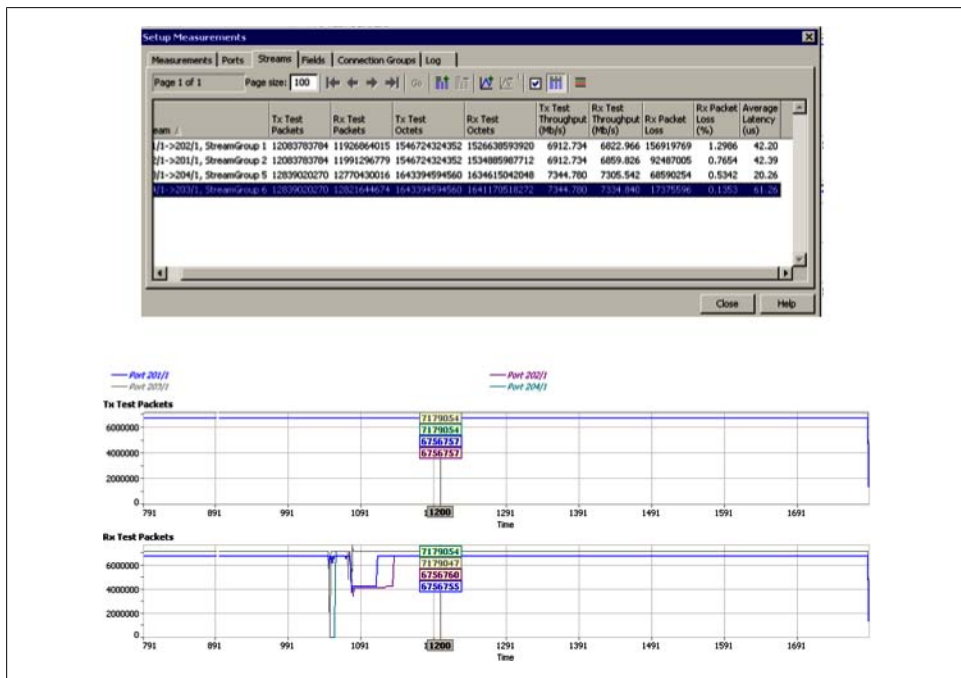 Setup Measurements
Measurements Ports Streams Fields Connection Groups Log
Page 1 of 1 Page size: 100 Go
eam / Tx Test Packets Rx Test Packets Tx Test Octets Rx Test Octets Tx Test Throughput (Mb/s) Rx Test Throughput (Mb/s) Rx Packet Loss Rx Packet Loss (%) Average Latency (us)
1/1->202/1, StreamGroup 1 12083783784 11926864015 1546724324352 1526638593920 6912.734 6822.966 156919769 1.2986 42.20
2/1->201/1, StreamGroup 2 12083783784 11991296779 1546724324352 1534885987712 6912.734 6859.826 92487005 0.7654 42.39
/1->204/1, StreamGroup 5 12839020270 12770430016 1643394594560 1634615042048 7344.780 7305.542 68590254 0.5342 20.26
/1->203/1, StreamGroup 6 12839020270 12821644674 1643394594560 1641170518272 7344.780 7334.840 17375596 0.1353 61.26
Close Help
Port 201/1 Port 202/1
Port 203/1 Port 204/1
Tx Test Packets
7179054
7179054
6756757
6756757
6000000
4000000
2000000
0
791 891 991 1091 1200 1291 1391 1491 1591 1691
Time
Rx Test Packets
7179054
7179047
6756760
6756755
6000000
4000000
2000000
0
791 891 991 1091 1200 1291 1391 1491 1591 1691
Time